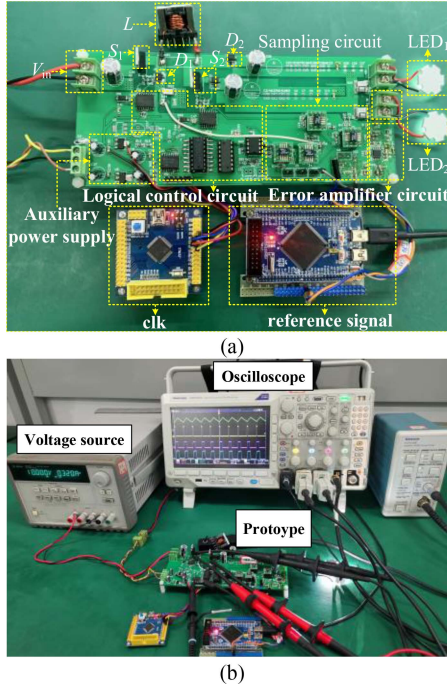 L
S1
D2
Sampling circuit
LED1
Vin
D
S2
LED2
Logical control circuit
Error amplifier circuit
Auxiliary
power supply
clk
reference signal
(a)
Oscilloscope
Voltage source
Protoype
(b)